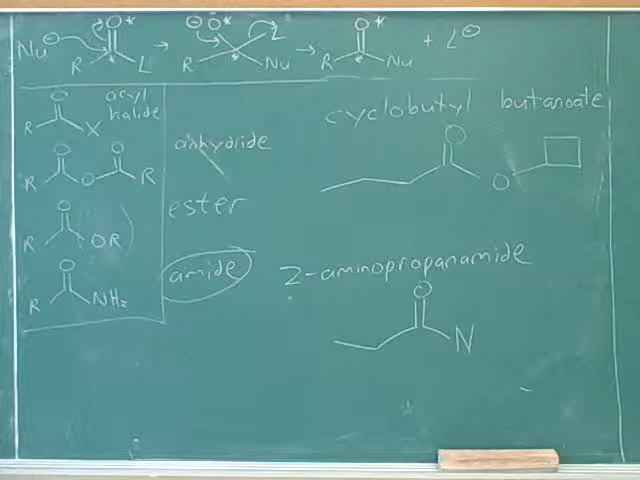 Nu⊖ O* R * L → ⊖ O* R * L Nu → O* R * Nu + L⊖
O R X acyl halide
anhydride
O O R O R
ester
O R OR )
amide
O R NH₂
cyclobutyl butanoate
O O
2-aminopropanamide
O N